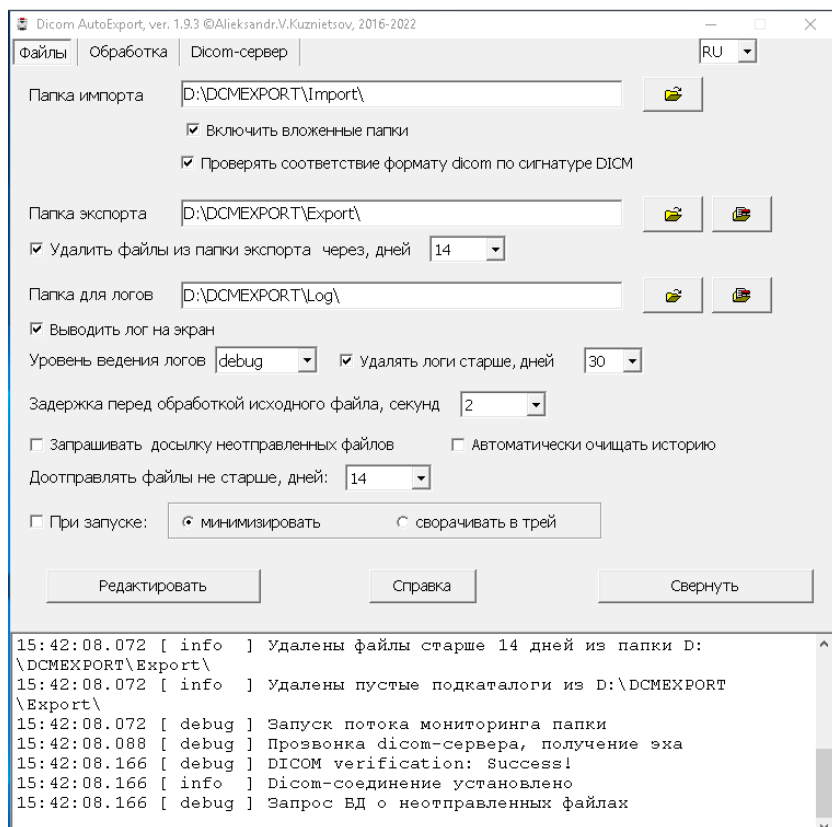 Dicom AutoExport, ver. 1.9.3 ©Alieksandr.V.Kuznietsov, 2016-2022
Файлы Обработка Dicom-сервер RU
Папка импорта D:\DCMEXPORT\Import\
Включить вложенные папки
Проверять соответствие формату dicom по сигнатуре DICM
Папка экспорта D:\DCMEXPORT\Export\
Удалить файлы из папки экспорта через, дней 14
Папка для логов D:\DCMEXPORT\Log\
Выводить лог на экран
Уровень ведения логов debug Удалять логи старше, дней 30
Задержка перед обработкой исходного файла, секунд 2
Запрашивать досылку неотправленных файлов Автоматически очищать историю
Доотправлять файлы не старше, дней: 14
При запуске: минимизировать сворачивать в трей
Редактировать Справка Свернуть
15:42:08.072 [ info ] Удалены файлы старше 14 дней из папки D:
\DCMEXPORT\Export\
15:42:08.072 [ info ] Удалены пустые подкаталоги из D:\DCMEXPORT
\Export\
15:42:08.072 [ debug ] Запуск потока мониторинга папки
15:42:08.088 [ debug ] Прозвонка dicom-сервера, получение эха
15:42:08.166 [ debug ] DICOM verification: Success!
15:42:08.166 [ info ] Dicom-соединение установлено
15:42:08.166 [ debug ] Запрос БД о неотправленных файлах